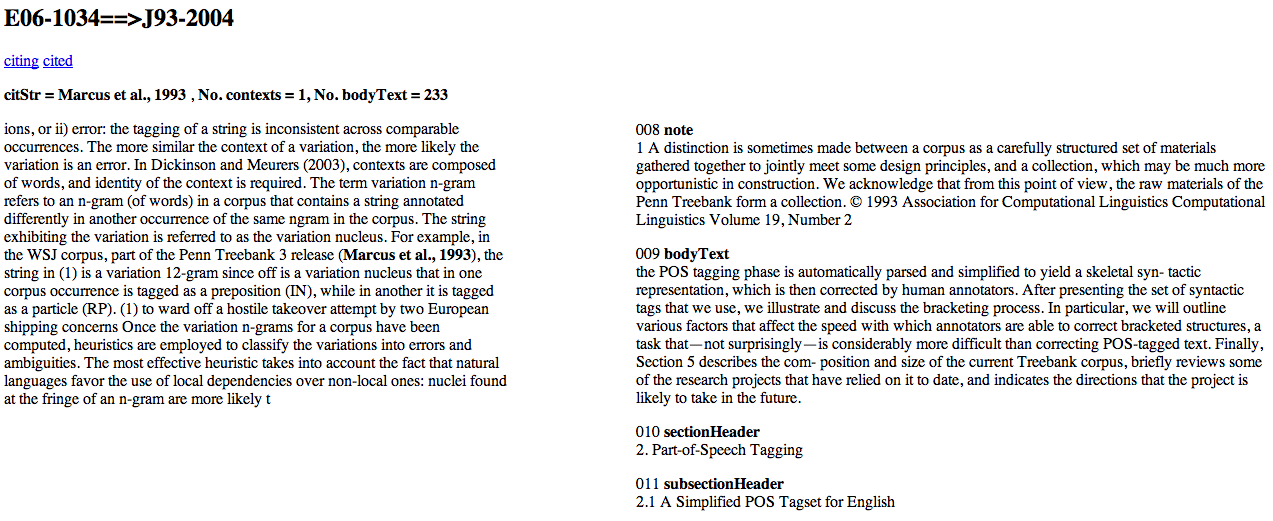 E06-1034==>J93-2004
citing cited
citStr = Marcus et al., 1993 , No. contexts = 1, No. bodyText = 233
ions, or ii) error: the tagging of a string is inconsistent across comparable
occurrences. The more similar the context of a variation, the more likely the
variation is an error. In Dickinson and Meurers (2003), contexts are composed
of words, and identity of the context is required. The term variation n-gram
refers to an n-gram (of words) in a corpus that contains a string annotated
differently in another occurrence of the same ngram in the corpus. The string
exhibiting the variation is referred to as the variation nucleus. For example, in
the WSJ corpus, part of the Penn Treebank 3 release (Marcus et al., 1993), the
string in (1) is a variation 12-gram since off is a variation nucleus that in one
corpus occurrence is tagged as a preposition (IN), while in another it is tagged
as a particle (RP). (1) to ward off a hostile takeover attempt by two European
shipping concerns Once the variation n-grams for a corpus have been
computed, heuristics are employed to classify the variations into errors and
ambiguities. The most effective heuristic takes into account the fact that natural
languages favor the use of local dependencies over non-local ones: nuclei found
at the fringe of an n-gram are more likely t
008 note
1 A distinction is sometimes made between a corpus as a carefully structured set of materials
gathered together to jointly meet some design principles, and a collection, which may be much more
opportunistic in construction. We acknowledge that from this point of view, the raw materials of the
Penn Treebank form a collection. © 1993 Association for Computational Linguistics Computational
Linguistics Volume 19, Number 2
009 bodyText
the POS tagging phase is automatically parsed and simplified to yield a skeletal syn- tactic
representation, which is then corrected by human annotators. After presenting the set of syntactic
tags that we use, we illustrate and discuss the bracketing process. In particular, we will outline
various factors that affect the speed with which annotators are able to correct bracketed structures, a
task that—not surprisingly—is considerably more difficult than correcting POS-tagged text. Finally,
Section 5 describes the com- position and size of the current Treebank corpus, briefly reviews some
of the research projects that have relied on it to date, and indicates the directions that the project is
likely to take in the future.
010 sectionHeader
2. Part-of-Speech Tagging
011 subsectionHeader
2.1 A Simplified POS Tagset for English